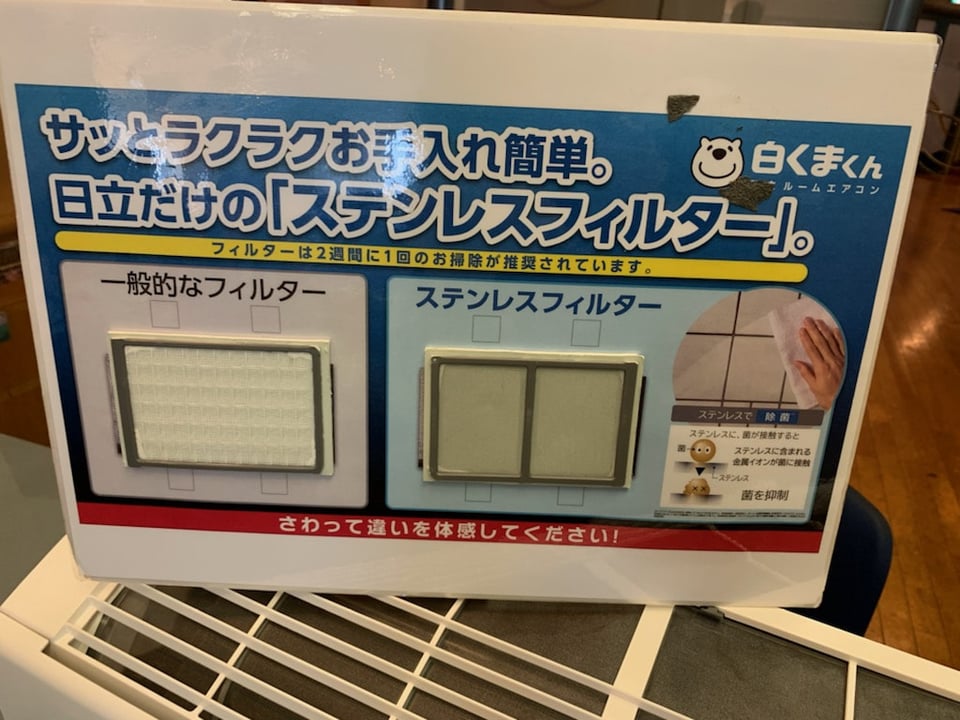 サッとラクラクお手入れ簡単。
日立だけの「ステンレスフィルター」。
白くまくん
ルームエアコン
フィルターは2週間に1回のお掃除が推奨されています。
一般的なフィルター
ステンレスフィルター
ステンレスで 除菌
ステンレスに、菌が接触すると
菌
ステンレスに含まれる
金属イオンが菌に接触
ステンレス
菌を抑制
さわって違いを体感してください!